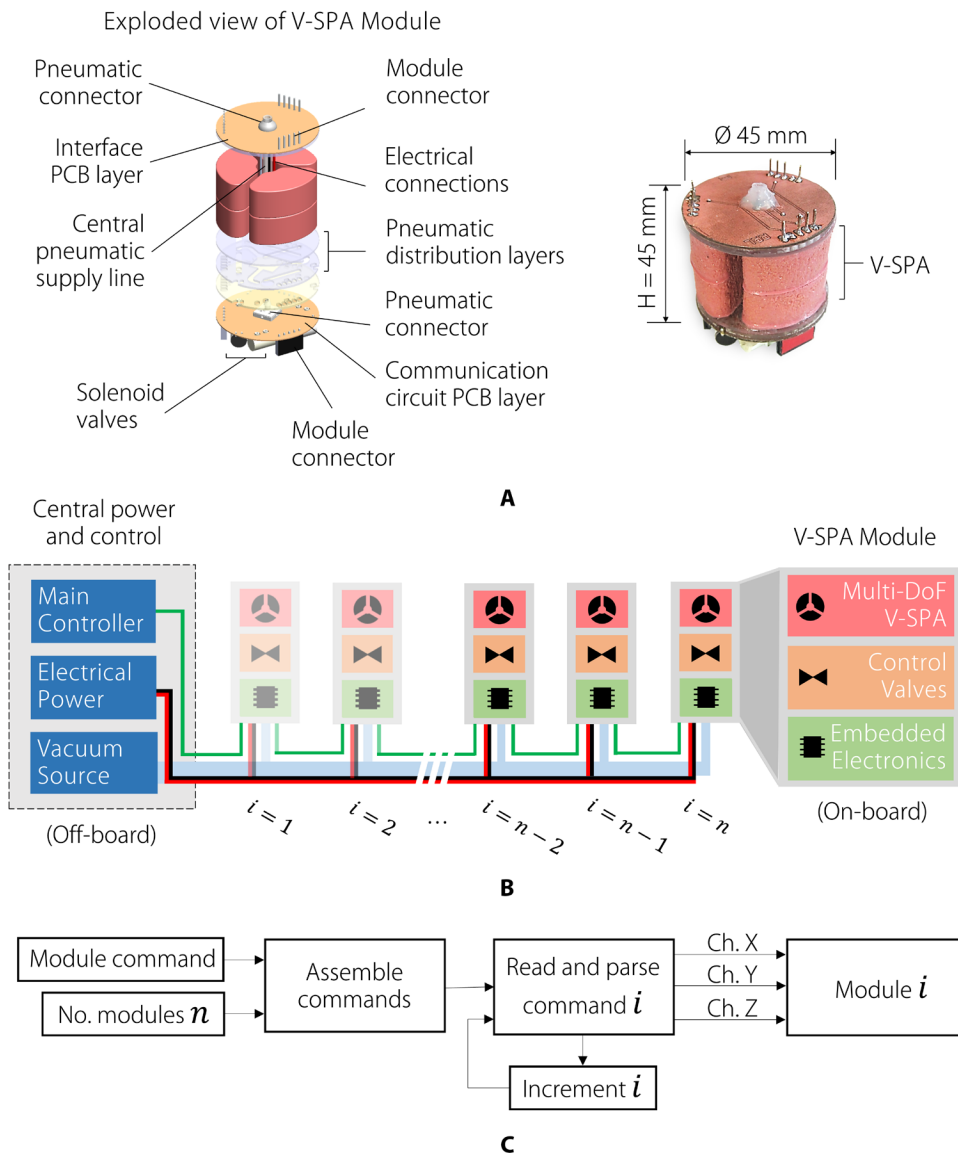 Exploded view of V-SPA Module
Pneumatic
connector
Module
connector
Interface
PCB layer
Electrical
connections
Central
pneumatic
supply line
Pneumatic
distribution layers
Pneumatic
connector
Solenoid
valves
Communication
circuit PCB layer
Module
connector
Ø 45 mm
H = 45 mm
V-SPA
A
Central power
and control
V-SPA Module
Main
Controller
Electrical
Power
Vacuum
Source
(Off-board)
i = 1
i = 2
...
i = n − 2
i = n − 1
i = n
Multi-DoF
V-SPA
Control
Valves
Embedded
Electronics
(On-board)
B
Module command
No. modules n
Assemble
commands
Read and parse
command i
Increment i
Ch. X
Ch. Y
Ch. Z
Module i
C